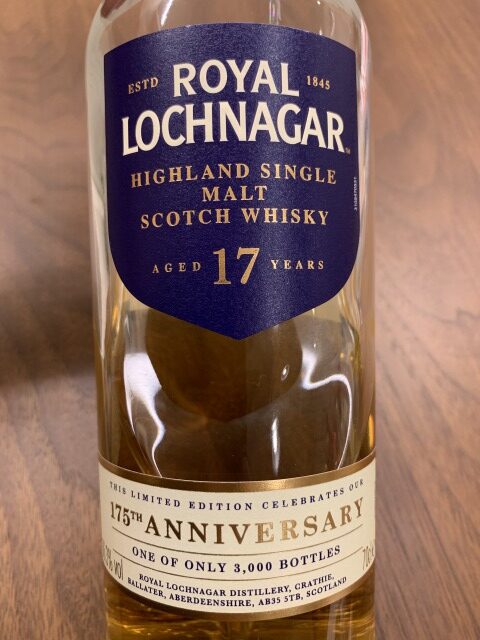 ESTD ROYAL 1845
LOCHNAGAR
HIGHLAND SINGLE
MALT
SCOTCH WHISKY
AGED 17 YEARS
THIS LIMITED EDITION CELEBRATES OUR
175TH ANNIVERSARY
ONE OF ONLY 3,000 BOTTLES
ROYAL LOCHNAGAR DISTILLERY, CRATHIE,
BALLATER, ABERDEENSHIRE, AB35 5TB, SCOTLAND